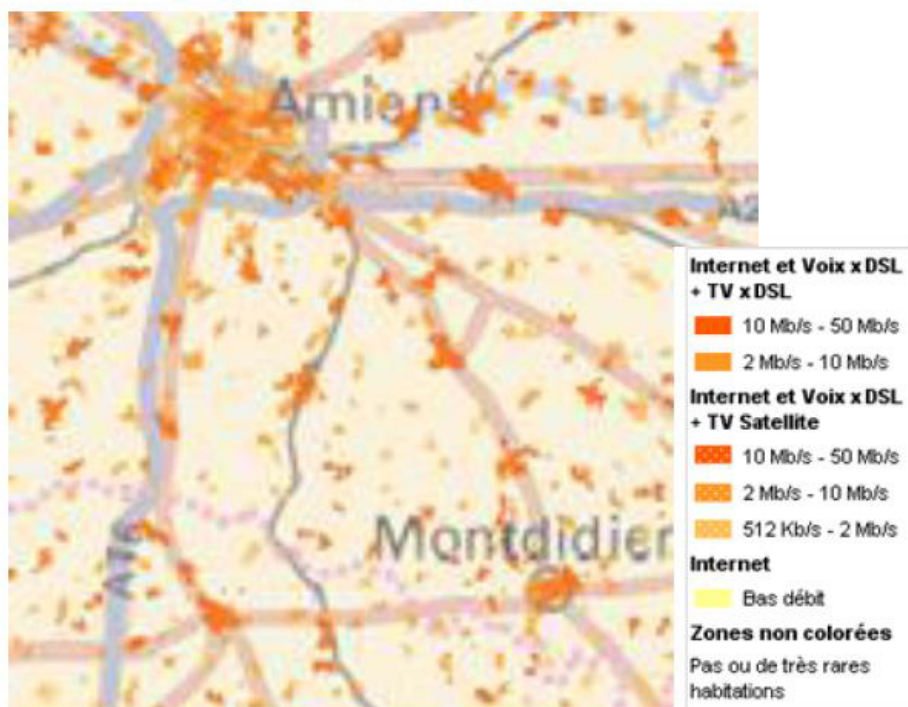 Amiens
A2
Internet et Voix x DSL
+ TV x DSL
10 Mb/s - 50 Mb/s
2 Mb/s - 10 Mb/s
Internet et Voix x DSL
+ TV Satellite
10 Mb/s - 50 Mb/s
2 Mb/s - 10 Mb/s
512 Kb/s - 2 Mb/s
Montdidier
A16
Internet
Bas débit
Zones non colorées
Pas ou de très rares
habitations